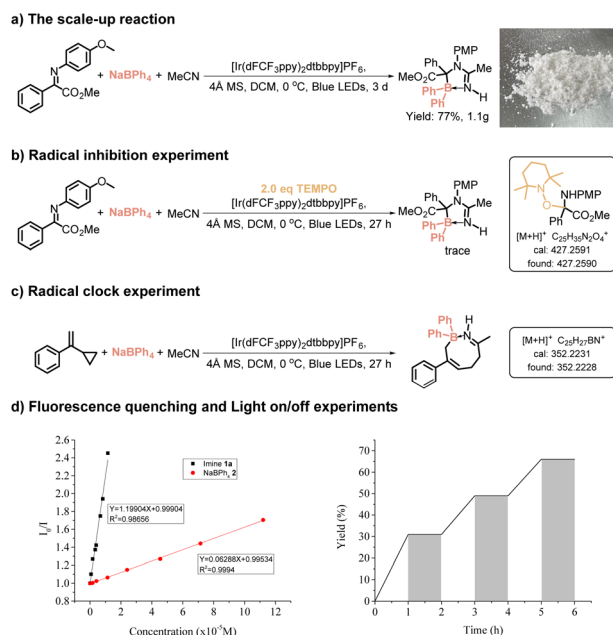 a) The scale-up reaction
O
N
CO2Me
+ NaBPh4 + MeCN
[Ir(dFCF3ppy)2dtbbpy]PF6,
4Å MS, DCM, 0 °C, Blue LEDs, 3 d
Ph
PMP
N
MeO2C
Me
Ph
B
N
Ph
H
Yield: 77%, 1.1g
b) Radical inhibition experiment
O
N
CO2Me
+ NaBPh4 + MeCN
2.0 eq TEMPO
[Ir(dFCF3ppy)2dtbbpy]PF6,
4Å MS, DCM, 0 °C, Blue LEDs, 27 h
Ph
PMP
N
MeO2C
Me
Ph
B
N
Ph
H
trace
N
O
NHPMP
Ph
CO2Me
[M+H]+ C25H35N2O4+
cal: 427.2591
found: 427.2590
c) Radical clock experiment
+ NaBPh4 + MeCN
[Ir(dFCF3ppy)2dtbbpy]PF6,
4Å MS, DCM, 0 °C, Blue LEDs, 27 h
Ph
Ph
B
N
H
[M+H]+ C25H27BN+
cal: 352.2231
found: 352.2228
d) Fluorescence quenching and Light on/off experiments
I0/I
2.6
2.4
2.2
2.0
1.8
1.6
1.4
1.2
1.0
0.8
Imine 1a
NaBPh4 2
Y=1.19904X+0.99904
R2=0.98656
Y=0.06288X+0.99534
R2=0.9994
0 2 4 6 8 10 12
Concentration (x10-5M)
Yield (%)
70
60
50
40
30
20
10
0
0 1 2 3 4 5 6
Time (h)